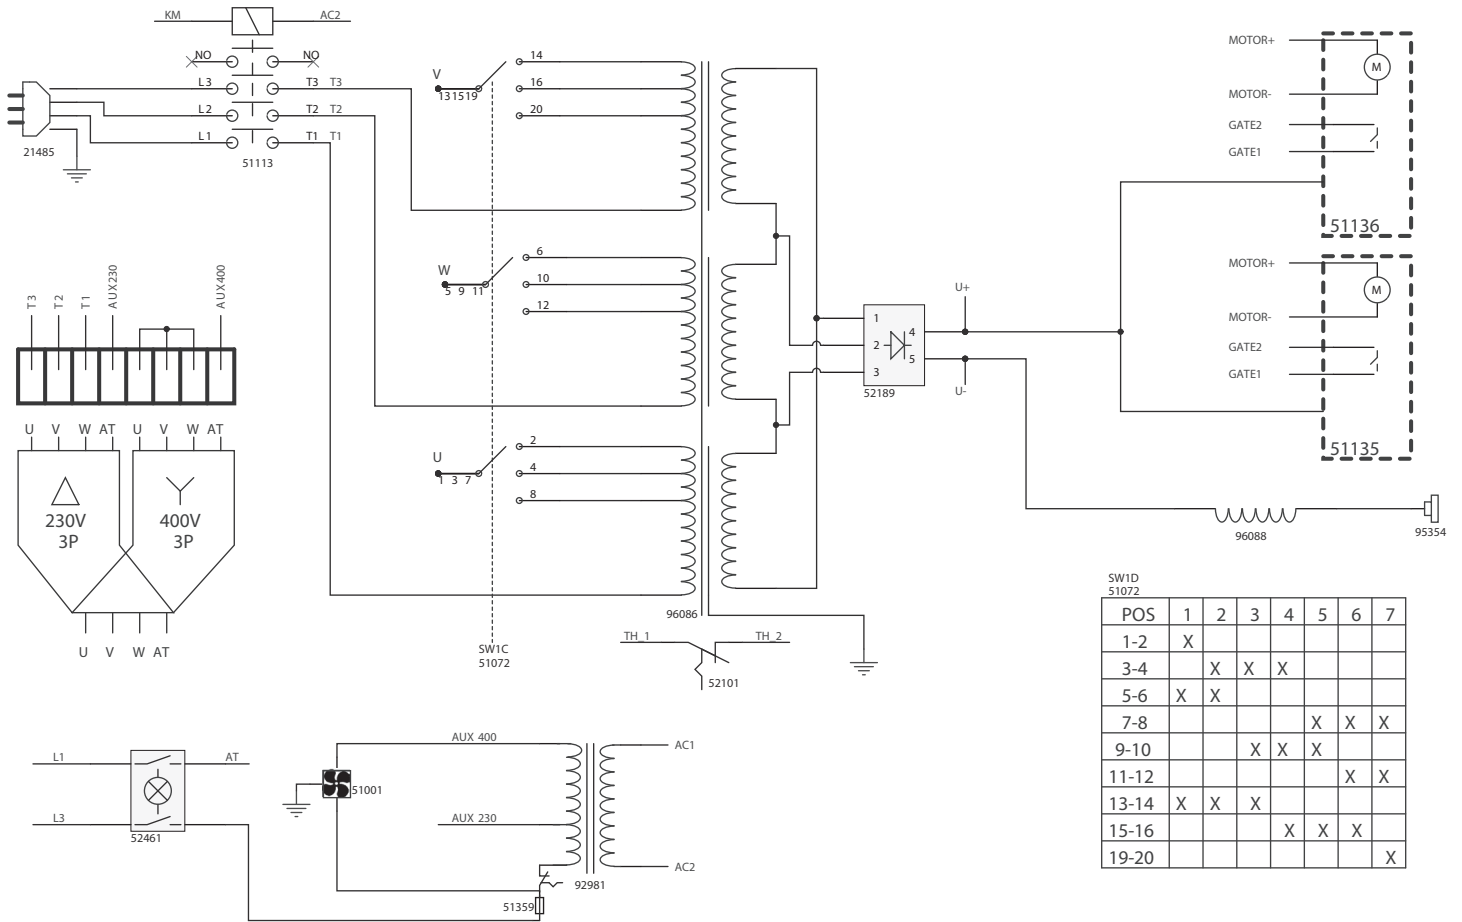 KM AC2
NO NO
L3 T3 T3
L2 T2 T2
L1 T1 T1
21485
51113
V
131519
14
16
20
W
5 9 11
6
10
12
U
1 3 7
2
4
8
SW1C
51072
96086
TH_1 TH_2
52101
1
2
3
4
5
52189
U+
U-
MOTOR+
M
MOTOR-
GATE2
GATE1
51136
MOTOR+
M
MOTOR-
GATE2
GATE1
51135
96088
95354
T3 T2 T1 AUX230 AUX400
U V W AT U V W AT
230V
3P
400V
3P
U V W AT
L1 AT
L3
52461
51001
AUX 400
AUX 230
AC1
AC2
92981
51359
SW1D
51072
POS 1 2 3 4 5 6 7
1-2 X
3-4 X X X
5-6 X X
7-8 X X X
9-10 X X X
11-12 X X
13-14 X X X
15-16 X X X
19-20 X